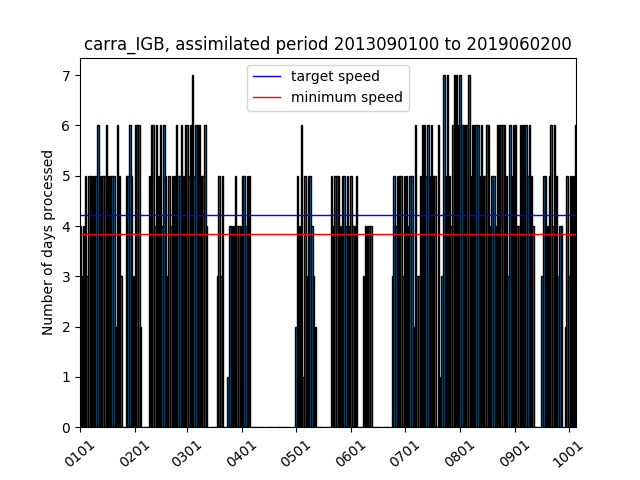 carra_IGB, assimilated period 2013090100 to 2019060200
target speed
minimum speed
Number of days processed
7
6
5
4
3
2
1
0
0101 0201 0301 0401 0501 0601 0701 0801 0901 1001